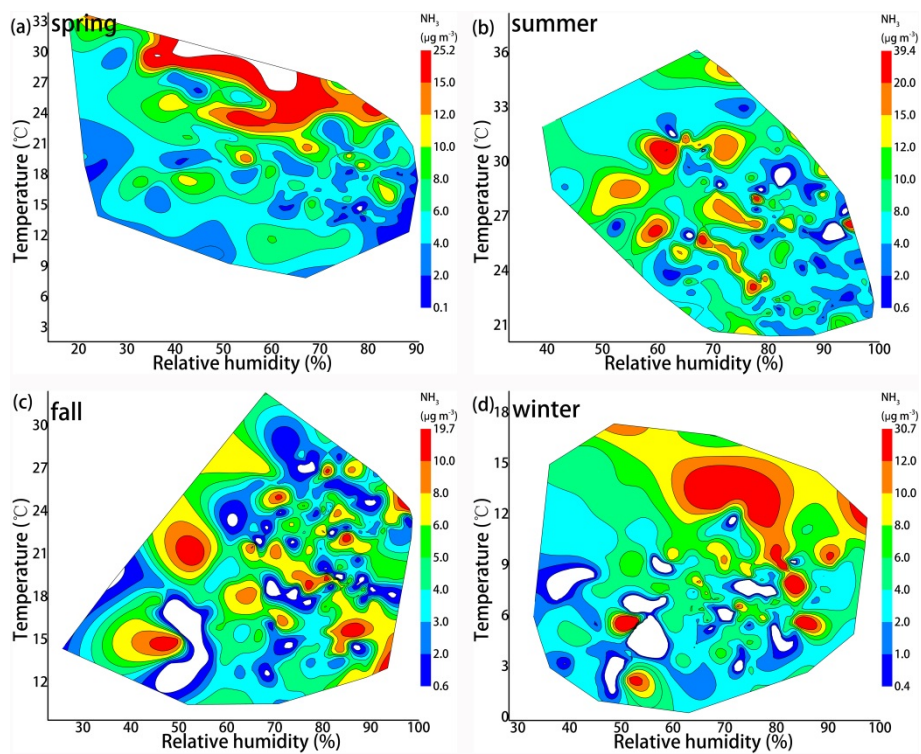 (a) spring
NH₃
(μg m⁻³)
25.2
15.0
12.0
10.0
8.0
6.0
4.0
2.0
0.1
33
30
27
24
21
18
15
12
9
6
3
Temperature (℃)
20 30 40 50 60 70 80 90
Relative humidity (%)
(b) summer
NH₃
(μg m⁻³)
39.4
20.0
15.0
12.0
10.0
8.0
6.0
4.0
2.0
0.6
36
33
30
27
24
21
Temperature (℃)
40 50 60 70 80 90 100
Relative humidity (%)
(c) fall
NH₃
(μg m⁻³)
19.7
10.0
8.0
6.0
5.0
4.0
3.0
2.0
0.6
30
27
24
21
18
15
12
Temperature (℃)
30 40 50 60 70 80 90 100
Relative humidity (%)
(d) winter
NH₃
(μg m⁻³)
30.7
12.0
10.0
8.0
6.0
4.0
2.0
1.0
0.4
18
15
12
9
6
3
0
Temperature (℃)
40 50 60 70 80 90 100
Relative humidity (%)